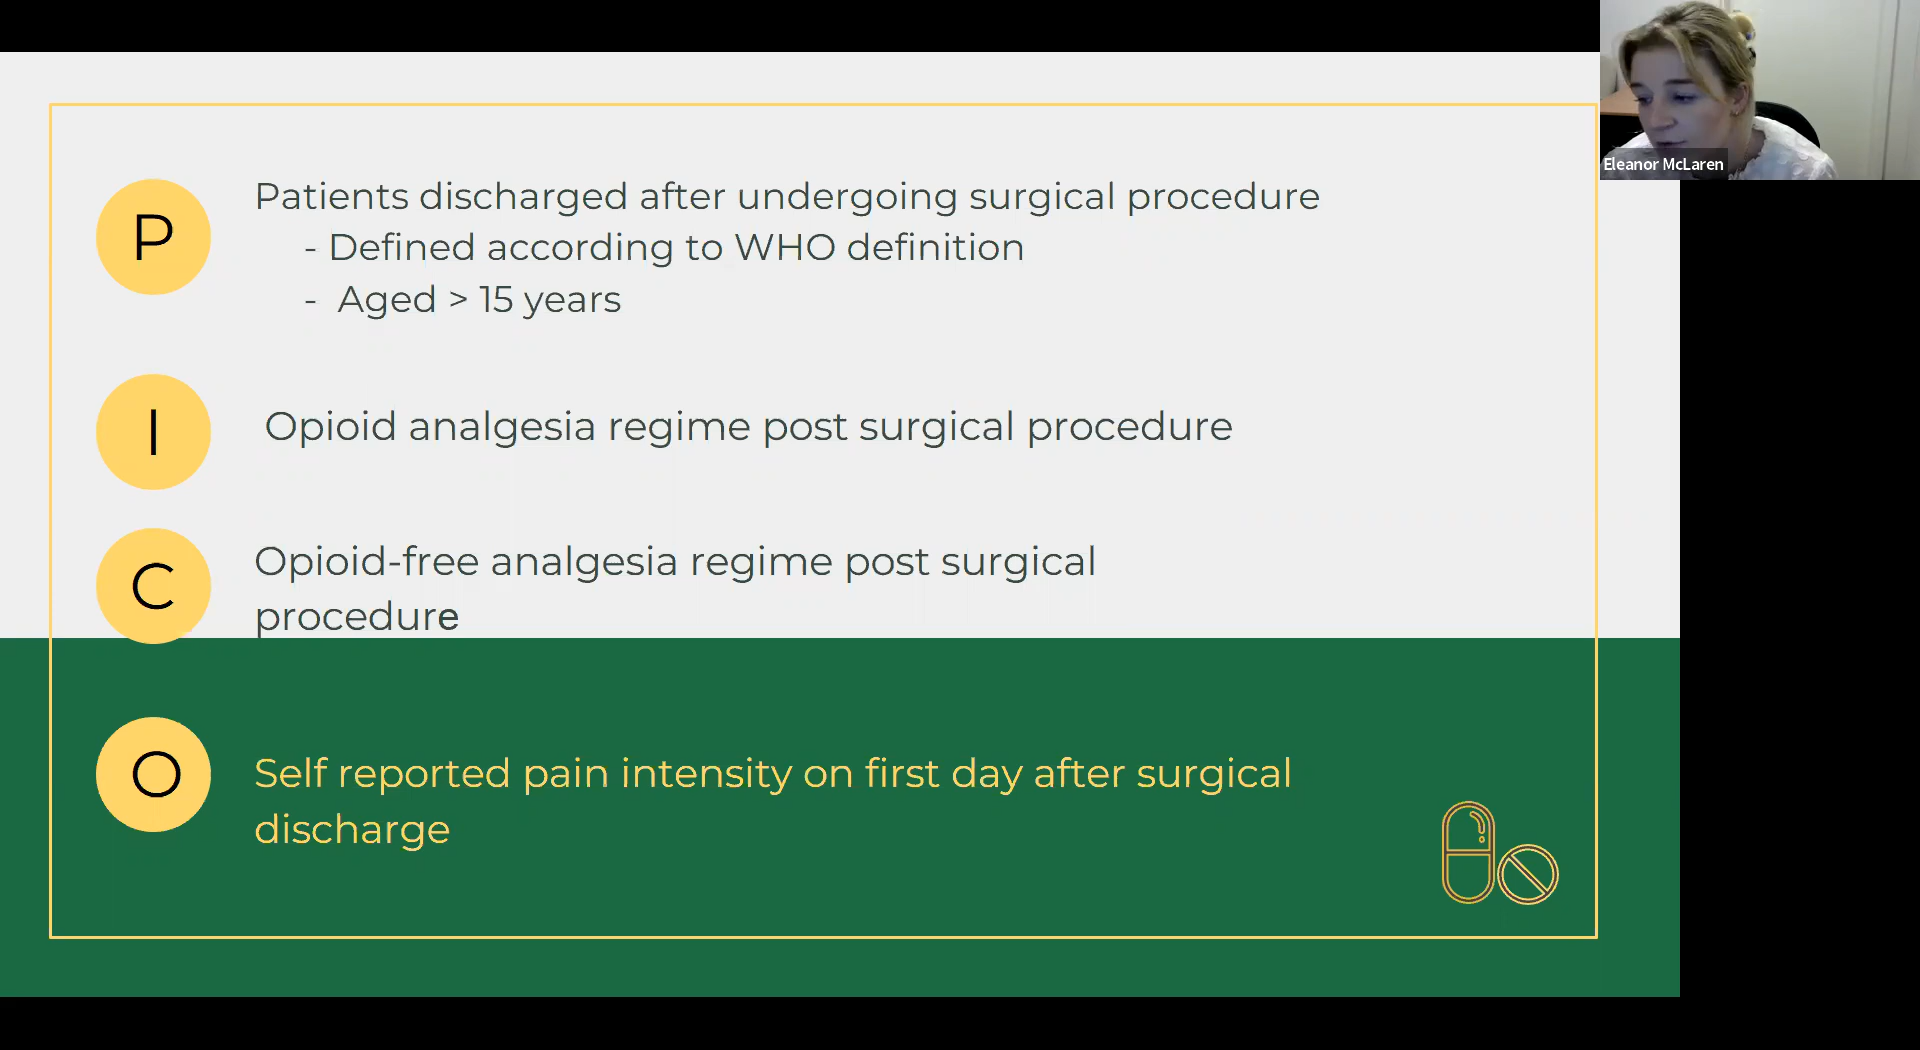 P
Patients discharged after undergoing surgical procedure
- Defined according to WHO definition
- Aged > 15 years
I
Opioid analgesia regime post surgical procedure
C
Opioid-free analgesia regime post surgical
procedure
O
Self reported pain intensity on first day after surgical
discharge
Eleanor McLaren